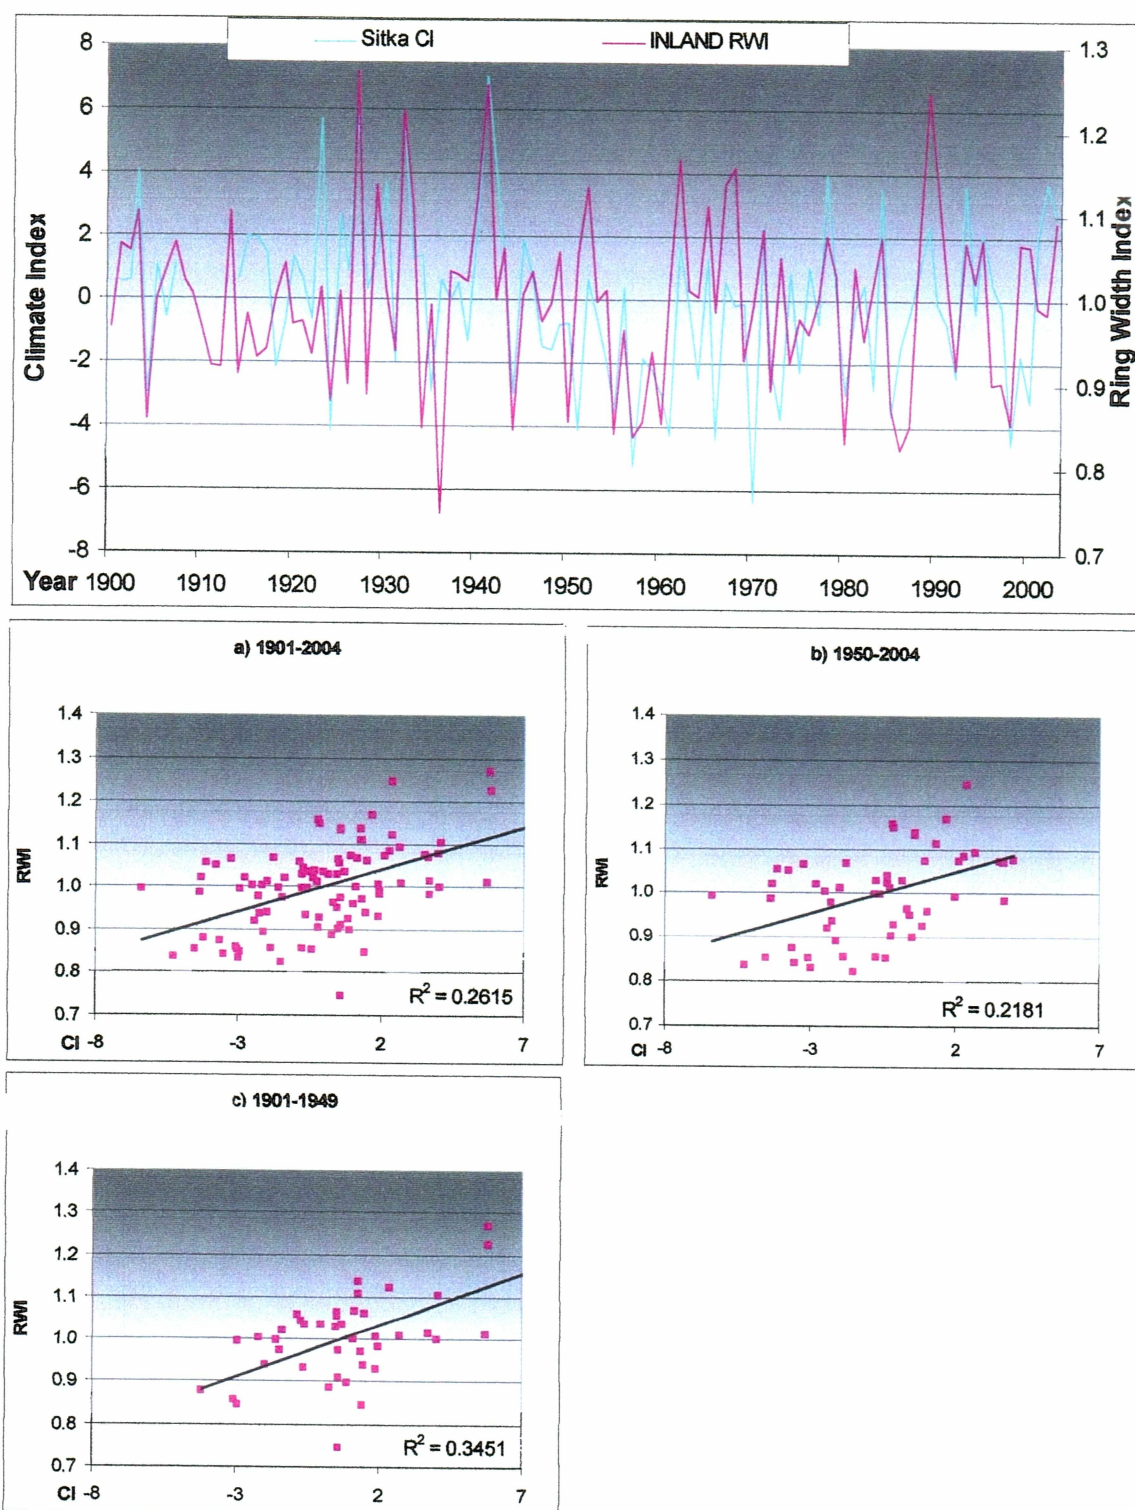 Sitka CI INLAND RWI
8
6
4
2
0
-2
-4
-6
-8
Climate Index
1.3
1.2
1.1
1.0
0.9
0.8
0.7
Ring Width Index
Year 1900 1910 1920 1930 1940 1950 1960 1970 1980 1990 2000
a) 1901-2004
1.4
1.3
1.2
1.1
1.0
0.9
0.8
0.7
RWI
R² = 0.2615
CI -8 -3 2 7
b) 1950-2004
1.4
1.3
1.2
1.1
1.0
0.9
0.8
0.7
RWI
R² = 0.2181
CI -8 -3 2 7
c) 1901-1949
1.4
1.3
1.2
1.1
1.0
0.9
0.8
0.7
RWI
R² = 0.3451
CI -8 -3 2 7